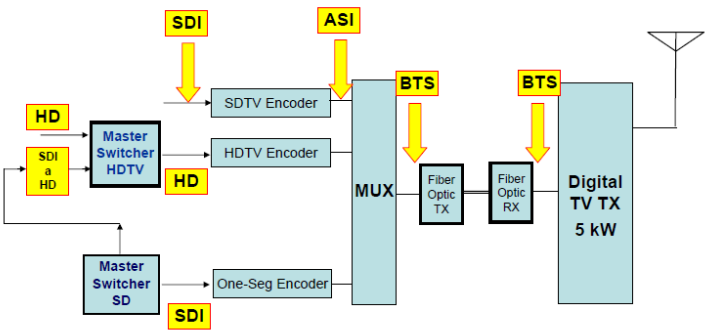 SDI
ASI
BTS
BTS
SDTV Encoder
HD
Master
Switcher
HDTV
HDTV Encoder
SDI
a
HD
HD
MUX
Fiber
Optic
TX
Fiber
Optic
RX
Digital
TV TX
5 kW
Master
Switcher
SD
One-Seg Encoder
SDI